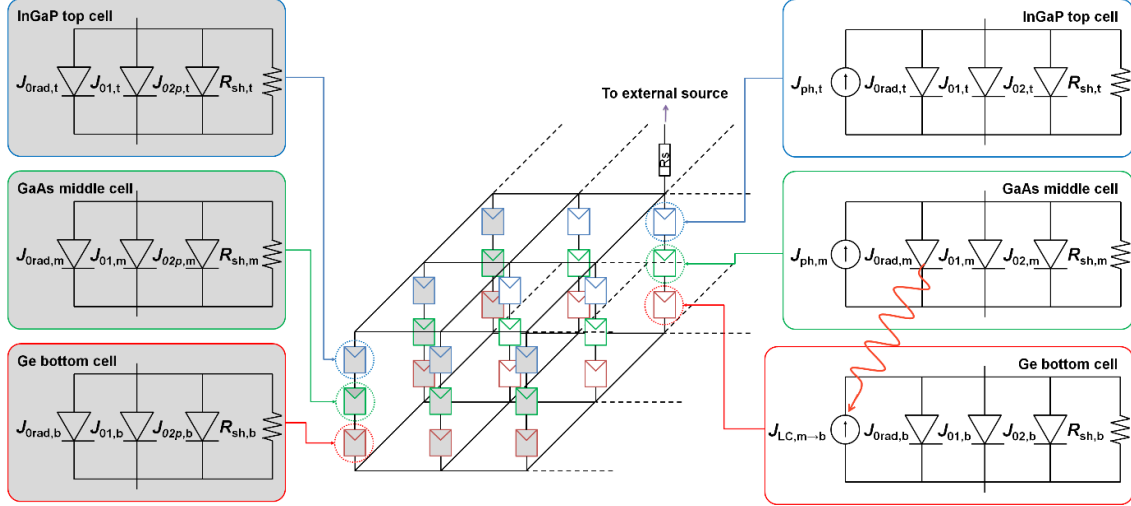 InGaP top cell
J0rad,t J01,t J02p,t Rsh,t
GaAs middle cell
J0rad,m J01,m J02p,m Rsh,m
Ge bottom cell
J0rad,b J01,b J02p,b Rsh,b
To external source
Rs
InGaP top cell
Jph,t J0rad,t J01,t J02,t Rsh,t
GaAs middle cell
Jph,m J0rad,m J01,m J02,m Rsh,m
Ge bottom cell
JLC,m→b J0rad,b J01,b J02,b Rsh,b